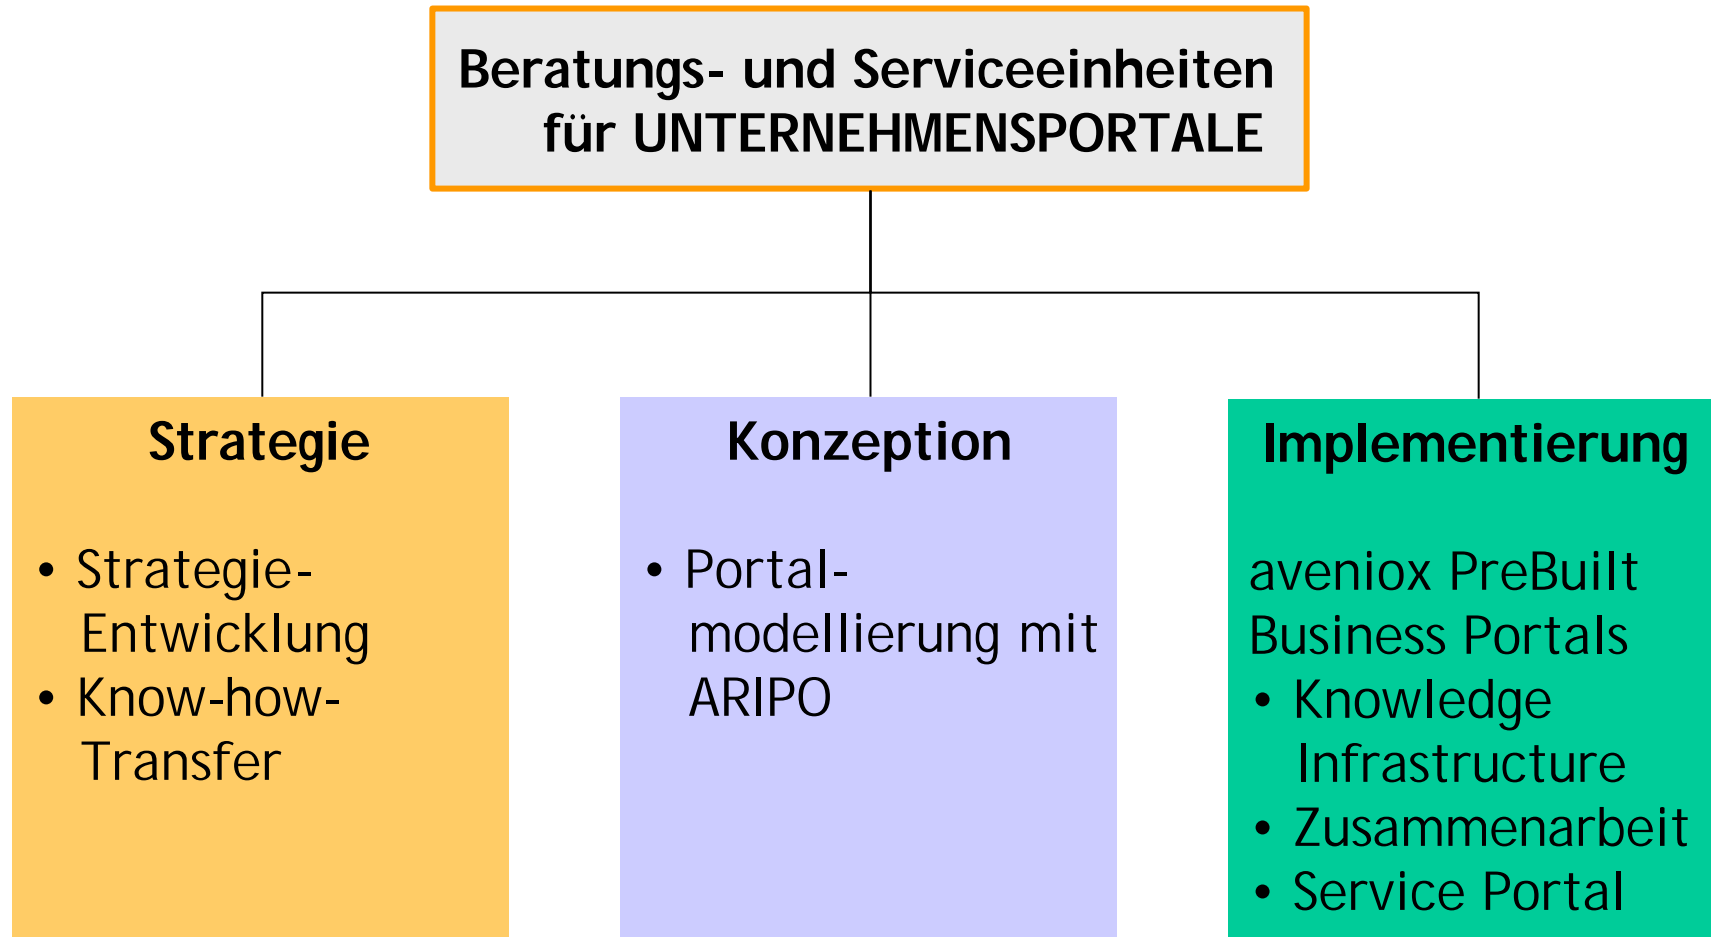 Beratungs- und Serviceeinheiten
für UNTERNEHMENSPORTALE
Strategie
• Strategie-
Entwicklung
• Know-how-
Transfer
Konzeption
• Portal-
modellierung mit
ARIPO
Implementierung
aveniox PreBuilt
Business Portals
• Knowledge
Infrastructure
• Zusammenarbeit
• Service Portal